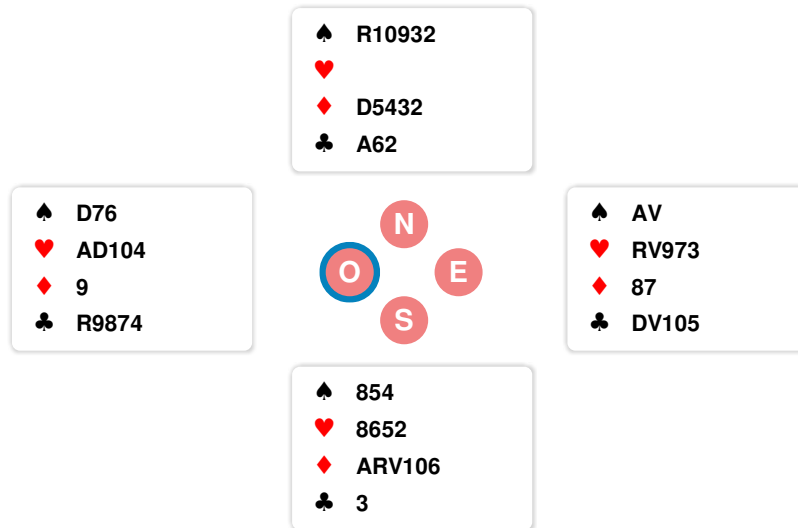 ♠ R10932
♥
♦ D5432
♣ A62
♠ D76
♥ AD104
♦ 9
♣ R9874
N
O
E
S
♠ AV
♥ RV973
♦ 87
♣ DV105
♠ 854
♥ 8652
♦ ARV106
♣ 3